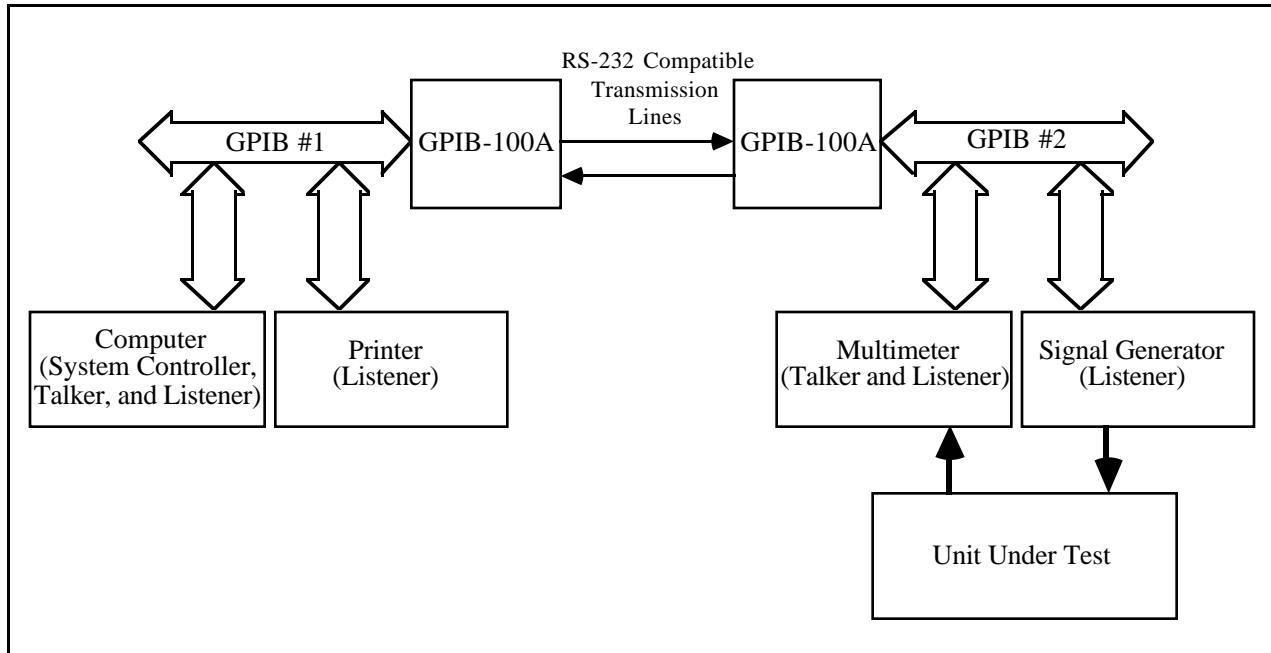 RS-232 Compatible
Transmission
Lines
GPIB #1
GPIB-100A
GPIB-100A
GPIB #2
Computer
(System Controller,
Talker, and Listener)
Printer
(Listener)
Multimeter
(Talker and Listener)
Signal Generator
(Listener)
Unit Under Test